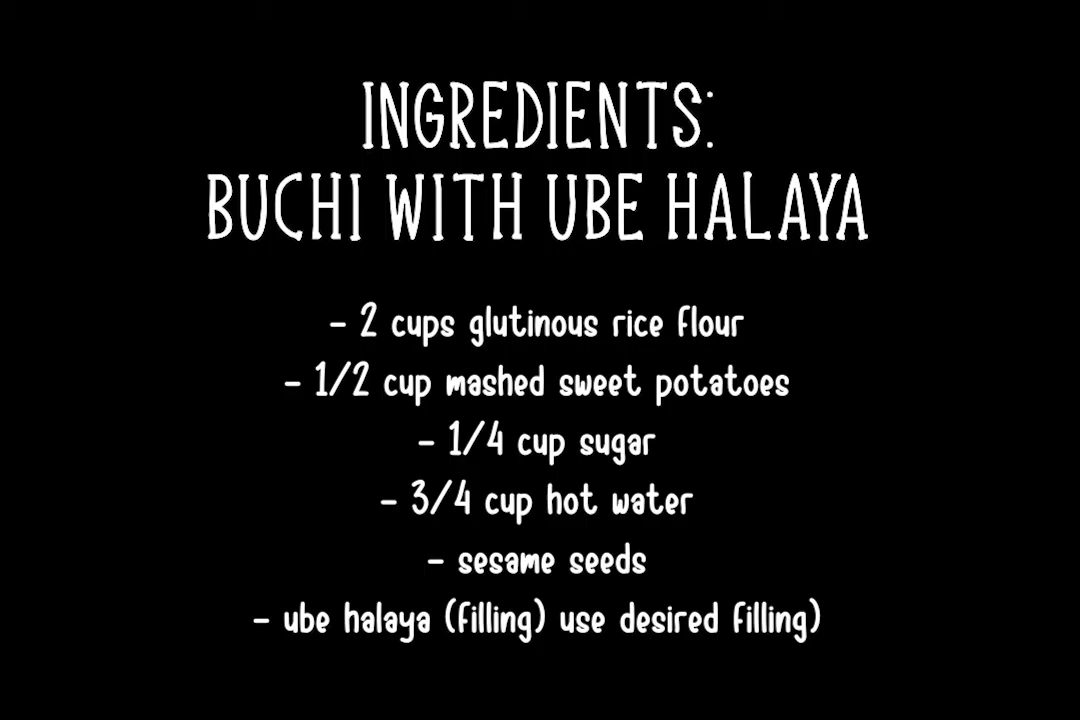 INGREDIENTS:
BUCHI WITH UBE HALAYA
- 2 cups glutinous rice flour
- 1/2 cup mashed sweet potatoes
- 1/4 cup sugar
- 3/4 cup hot water
- sesame seeds
- ube halaya (filling) use desired filling)